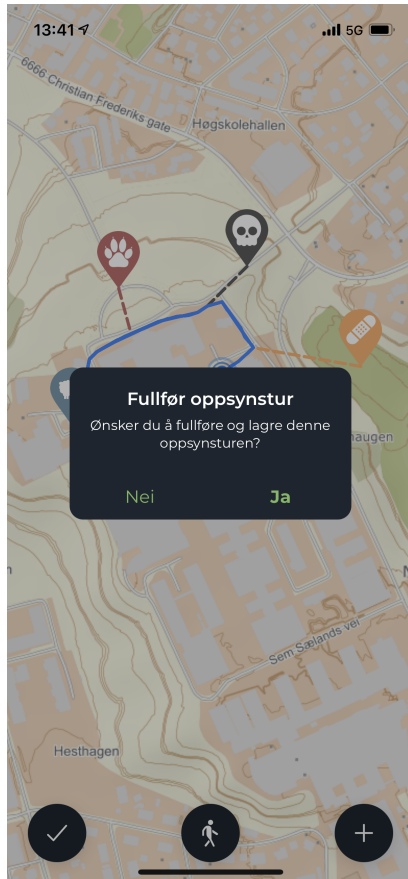 13:41
5G
6666 Christian Frederiks gate
Høgskolehallen
Fullfør oppsynstur
Ønsker du å fullføre og lagre denne
oppsynsturen?
Nei
Ja
augen
Sem Sælands vei
Hesthagen